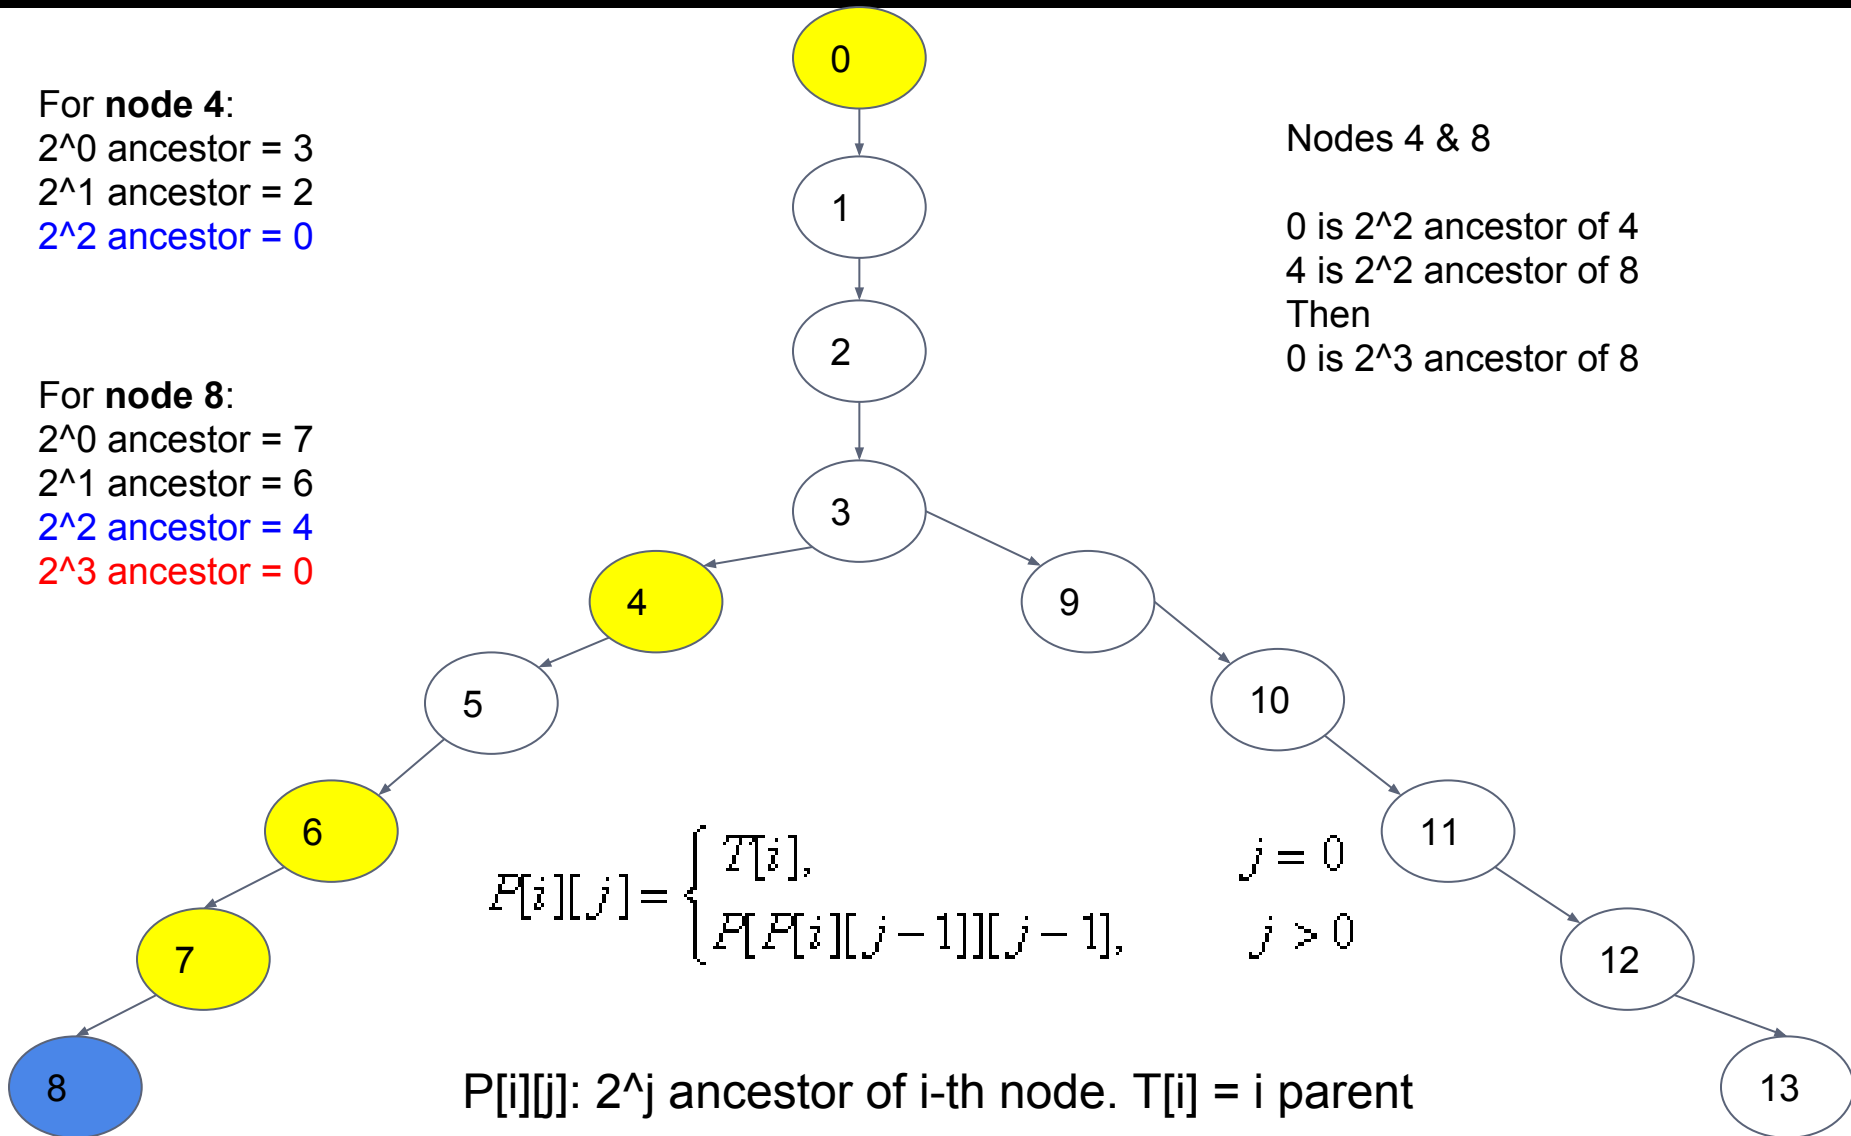 0
For node 4:
2^0 ancestor = 3
2^1 ancestor = 2
2^2 ancestor = 0
Nodes 4 & 8
0 is 2^2 ancestor of 4
4 is 2^2 ancestor of 8
Then
0 is 2^3 ancestor of 8
1
2
For node 8:
2^0 ancestor = 7
2^1 ancestor = 6
2^2 ancestor = 4
2^3 ancestor = 0
3
4
9
5
10
6
11
P[i][j] = { T[i], j = 0
P[P[i][j-1]][j-1], j > 0
7
12
8
13
P[i][j]: 2^j ancestor of i-th node. T[i] = i parent